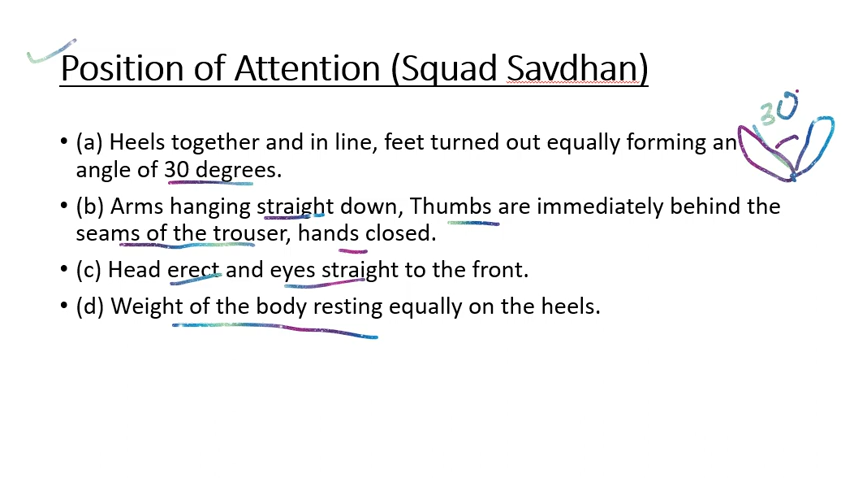 Position of Attention (Squad Savdhan)
30°
• (a) Heels together and in line, feet turned out equally forming an
angle of 30 degrees.
• (b) Arms hanging straight down, Thumbs are immediately behind the
seams of the trouser, hands closed.
• (c) Head erect and eyes straight to the front.
• (d) Weight of the body resting equally on the heels.